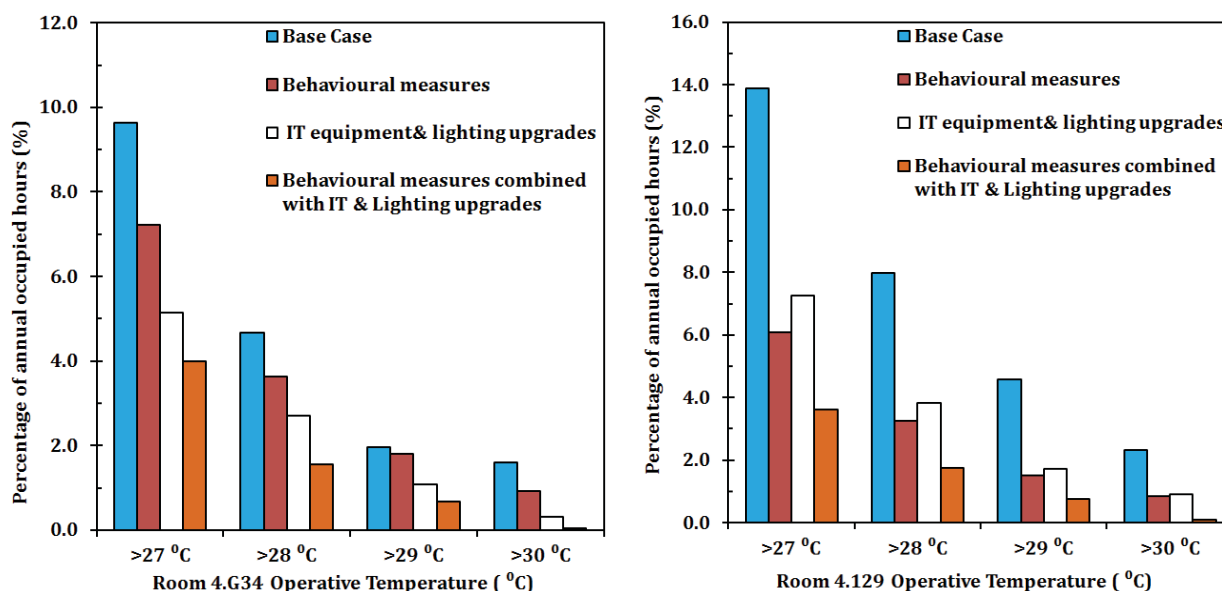 12.0
10.0
8.0
6.0
4.0
2.0
0.0
Percentage of annual occupied hours (%)
Base Case
Behavioural measures
IT equipment& lighting upgrades
Behavioural measures combined
with IT & Lighting upgrades
>27 ⁰C >28 ⁰C >29 ⁰C >30 ⁰C
Room 4.G34 Operative Temperature ( ⁰C)
16.0
14.0
12.0
10.0
8.0
6.0
4.0
2.0
0.0
Percentage of annual occupied hours (%)
Base Case
Behavioural measures
IT equipment& lighting upgrades
Behavioural measures combined
with IT & Lighting upgrades
>27 ⁰C >28 ⁰C >29 ⁰C >30 ⁰C
Room 4.129 Operative Temperature ( ⁰C)